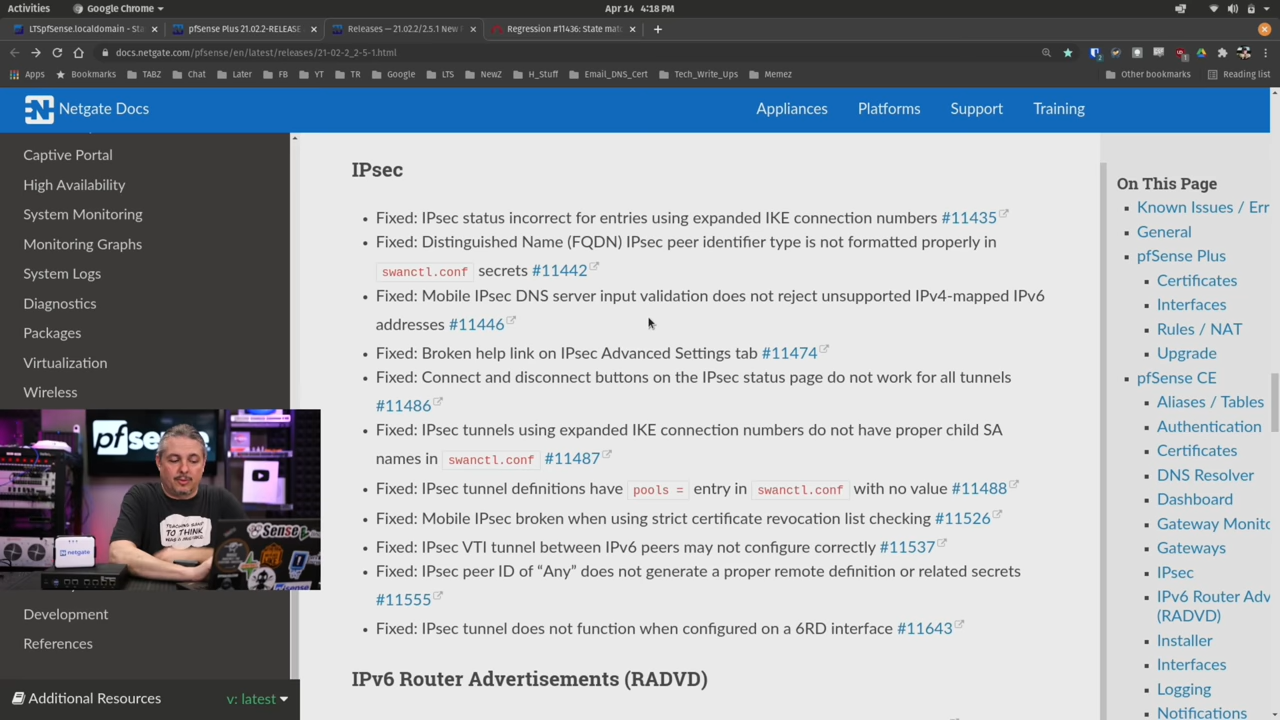 Activities
Google Chrome
Apr 14 4:18 PM
LTSpfSense.localdomain - Sta
pfSense Plus 21.02.2-RELEASE
Releases — 21.02.2/2.5.1 New F
Regression #11436: State mat
docs.netgate.com/pfsense/en/latest/releases/21-02-2_2-5-1.html
Apps
Bookmarks
TABZ
Chat
Later
FB
YT
TR
Google
LTS
NewZ
H_Stuff
Email_DNS_Cert
Tech_Write_Ups
Memez
Other bookmarks
Reading list
Netgate Docs
Appliances
Platforms
Support
Training
Captive Portal
High Availability
System Monitoring
Monitoring Graphs
System Logs
Diagnostics
Packages
Virtualization
Wireless
Development
References
Additional Resources
v: latest
IPsec
Fixed: IPsec status incorrect for entries using expanded IKE connection numbers #11435
Fixed: Distinguished Name (FQDN) IPsec peer identifier type is not formatted properly in
swanctl.conf secrets #11442
Fixed: Mobile IPsec DNS server input validation does not reject unsupported IPv4-mapped IPv6
addresses #11446
Fixed: Broken help link on IPsec Advanced Settings tab #11474
Fixed: Connect and disconnect buttons on the IPsec status page do not work for all tunnels
#11486
Fixed: IPsec tunnels using expanded IKE connection numbers do not have proper child SA
names in swanctl.conf #11487
Fixed: IPsec tunnel definitions have pools = entry in swanctl.conf with no value #11488
Fixed: Mobile IPsec broken when using strict certificate revocation list checking #11526
Fixed: IPsec VTI tunnel between IPv6 peers may not configure correctly #11537
Fixed: IPsec peer ID of “Any” does not generate a proper remote definition or related secrets
#11555
Fixed: IPsec tunnel does not function when configured on a 6RD interface #11643
IPv6 Router Advertisements (RADVD)
On This Page
Known Issues / Err
General
pfSense Plus
Certificates
Interfaces
Rules / NAT
Upgrade
pfSense CE
Aliases / Tables
Authentication
Certificates
DNS Resolver
Dashboard
Gateway Monito
Gateways
IPsec
IPv6 Router Adv
(RADVD)
Installer
Interfaces
Logging
Notifications
pfsense
TO THINK
netgate